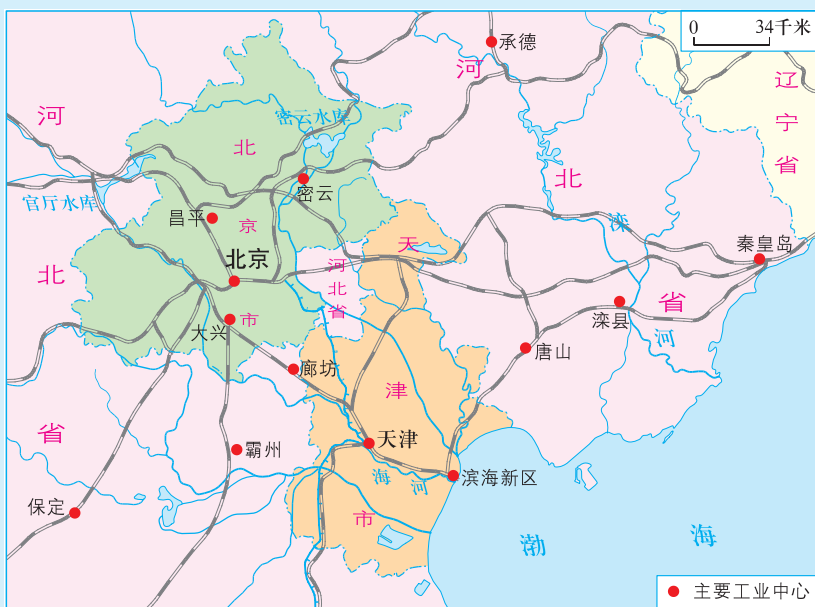 0 34千米
承德
河
辽宁省
河
密云水库
北
北
密云
官厅水库
昌平
京
滦
天
秦皇岛
北京
河北省
北
省
滦县
市
大兴
河
唐山
廊坊
津
省
天津
霸州
海河
滨海新区
保定
市
渤海
主要工业中心